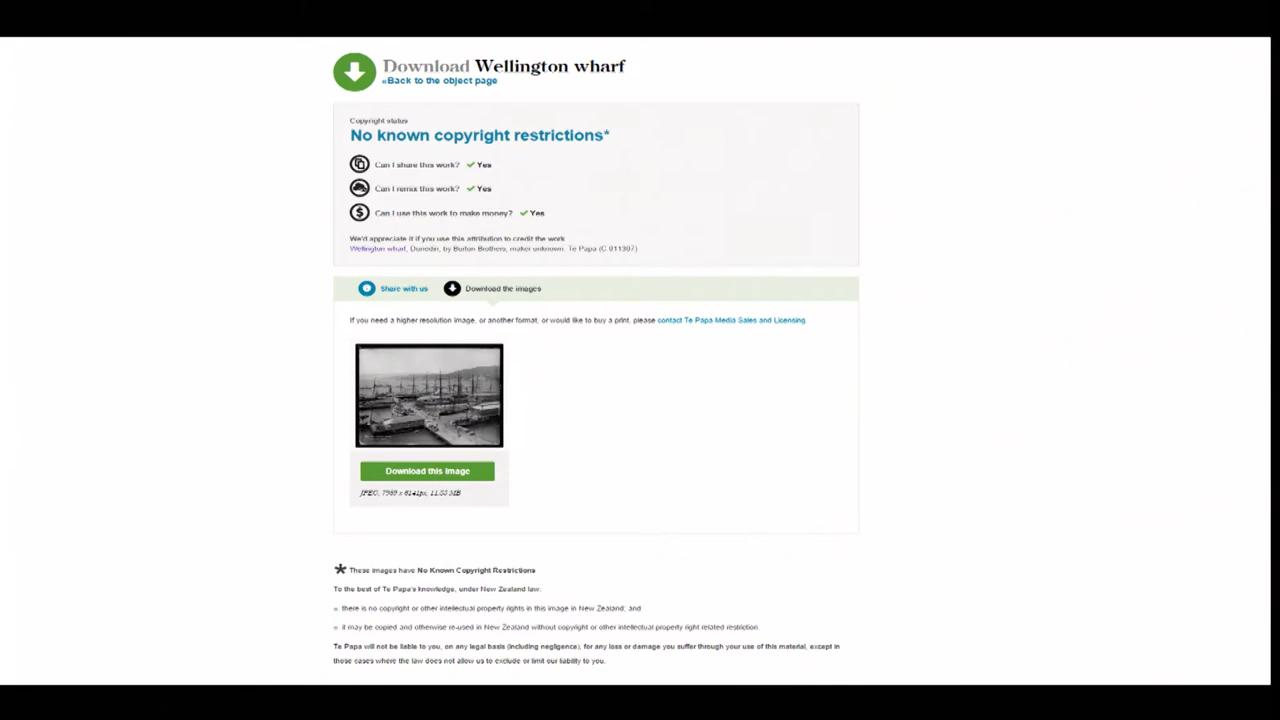 Download Wellington wharf
«Back to the object page
Copyright status
No known copyright restrictions*
Can I share this work? Yes
Can I remix this work? Yes
Can I use this work to make money? Yes
We'd appreciate it if you use this attribution to credit the work
Wellington wharf, Dunedin, by Burton Brothers, maker unknown. Te Papa (C.011307)
Share with us Download the images
If you need a higher resolution image, or another format, or would like to buy a print, please contact Te Papa Media Sales and Licensing.
Download this image
JPEG, x 11.53 MB
* These images have No Known Copyright Restrictions
To the best of Te Papa's knowledge, under New Zealand law:
there is no copyright or other intellectual property rights in this image in New Zealand; and
it may be copied and otherwise re-used in New Zealand without copyright or other intellectual property right related restriction.
Te Papa will not be liable to you, on any legal basis (including negligence), for any loss or damage you suffer through your use of this material, except in
those cases where the law does not allow us to exclude or limit our liability to you.